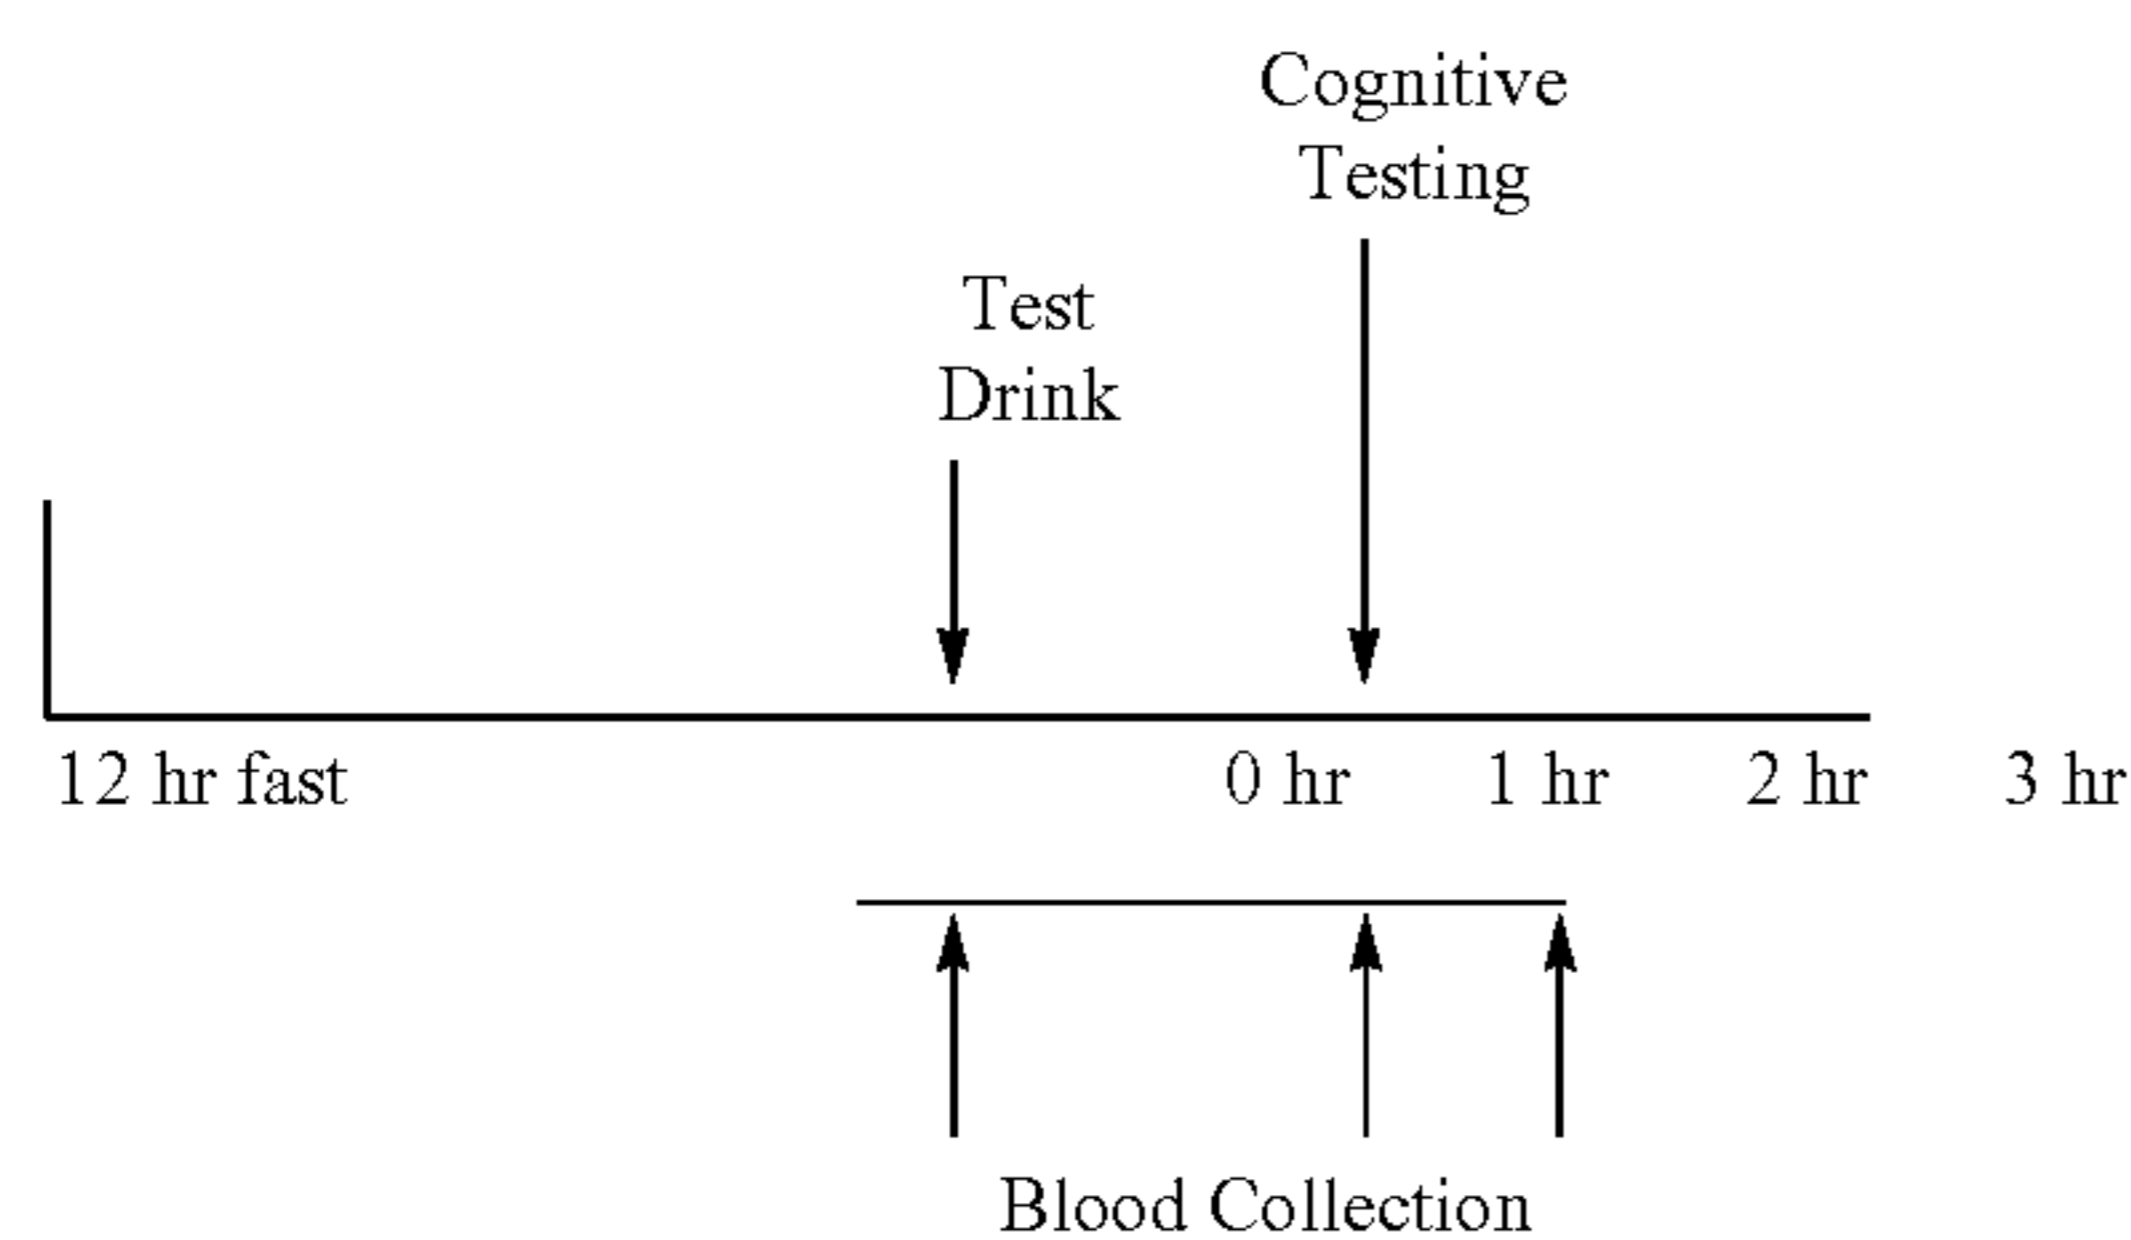 Cognitive
Testing
Test
Drink
12 hr fast 0 hr 1 hr 2 hr 3 hr
Blood Collection